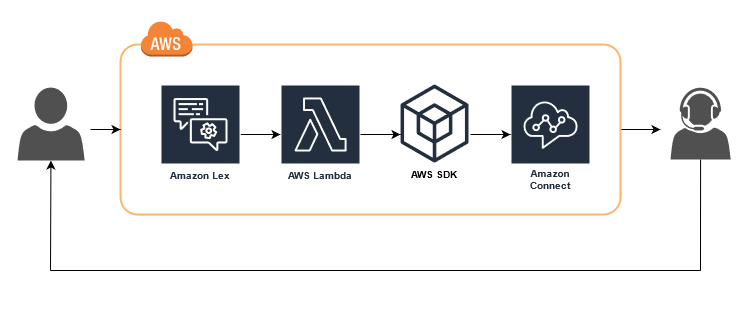 AWS
Amazon Lex
AWS Lambda
AWS SDK
Amazon
Connect